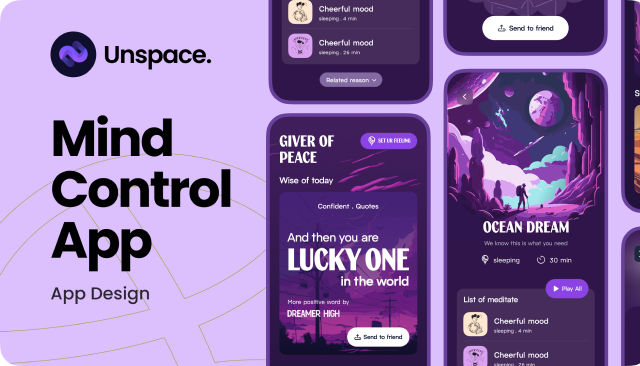 Unspace.
Mind
Control
App
App Design
Cheerful mood
sleeping . 4 min
Cheerful mood
sleeping . 26 min
Related reason
GIVER OF
PEACE
SET UR FEELING
Wise of today
Confident . Quotes
And then you are
LUCKY ONE
in the world
More positive word by
DREAMER HIGH
Send to friend
Send to friend
OCEAN DREAM
We know this is what you need
sleeping
30 min
Play All
List of meditate
Cheerful mood
sleeping . 4 min
Cheerful mood
sleeping . 26 min